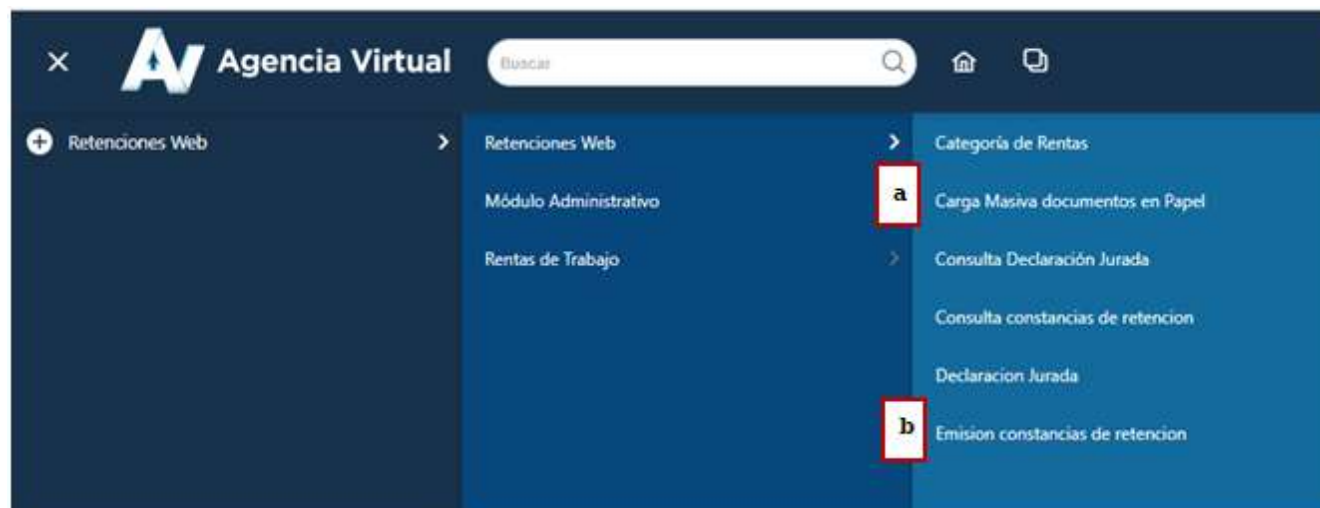 Agencia Virtual
Buscar
Retenciones Web
Retenciones Web
Módulo Administrativo
Rentas de Trabajo
Categoría de Rentas
a
Carga Masiva documentos en Papel
Consulta Declaración Jurada
Consulta constancias de retencion
Declaracion Jurada
b
Emision constancias de retencion